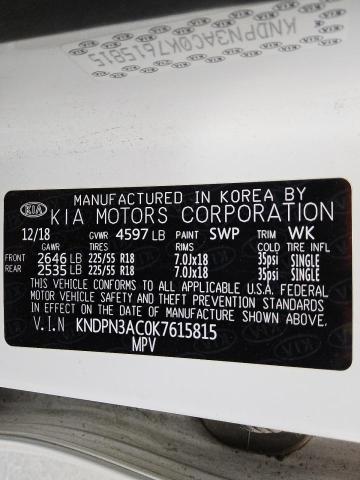 KNDPN3AC0K7615815
KIA MANUFACTURED IN KOREA BY
KIA MOTORS CORPORATION
12/18 GVWR 4597 LB PAINT SWP TRIM WK
GAWR TIRES RIMS COLD TIRE INFL
FRONT 2646 LB 225/55 R18 7.0Jx18 35psi SINGLE
REAR 2535 LB 225/55 R18 7.0Jx18 35psi SINGLE
THIS VEHICLE CONFORMS TO ALL APPLICABLE U.S.A. FEDERAL
MOTOR VEHICLE SAFETY AND THEFT PREVENTION STANDARDS
IN EFFECT ON THE DATE OF MANUFACTURE SHOWN ABOVE.
V.I.N KNDPN3AC0K7615815
MPV